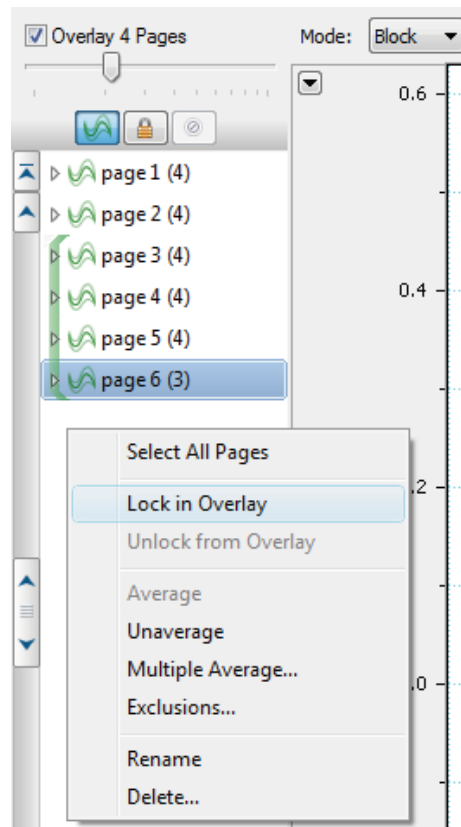 Overlay 4 Pages
Mode: Block
0.6
page 1 (4)
page 2 (4)
page 3 (4)
0.4
page 4 (4)
page 5 (4)
page 6 (3)
Select All Pages
.2
Lock in Overlay
Unlock from Overlay
Average
Unaverage
Multiple Average...
.0
Exclusions...
Rename
Delete...